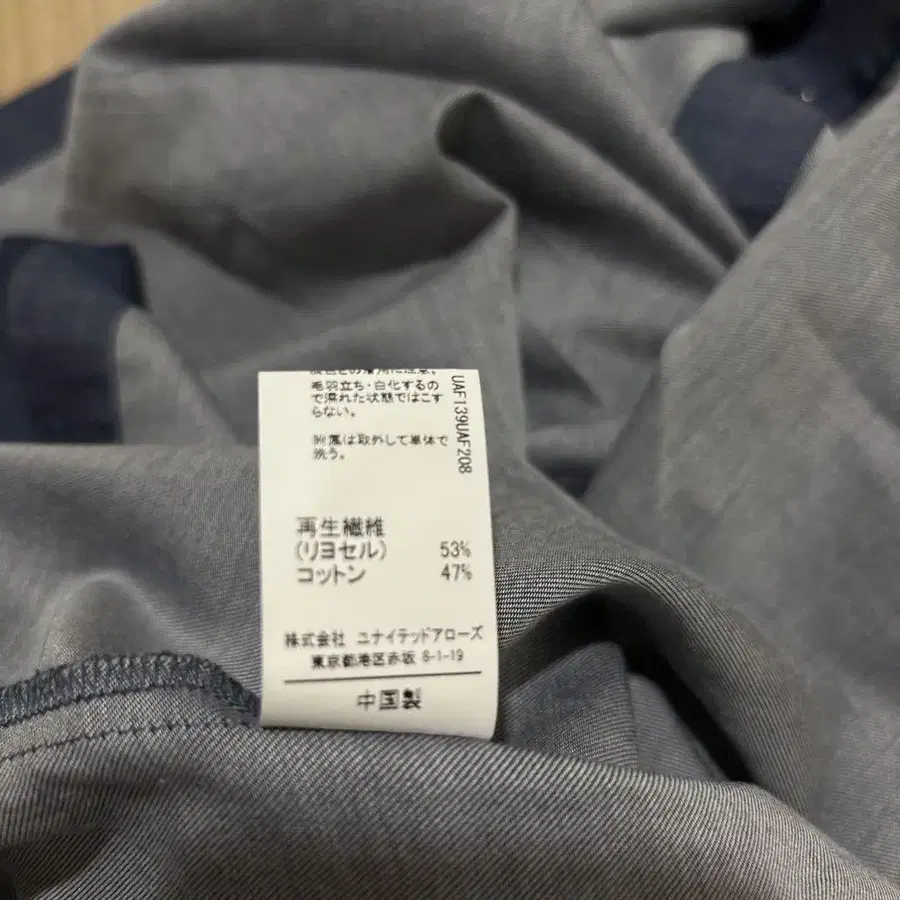 毛羽立ち・白化するの
で濡れた状態ではこす
らない。
附属は取外して単体で
洗う。
UAF139UAF208
再生繊維
(リヨセル) 53%
コットン 47%
株式会社 ユナイテッドアローズ
東京都港区赤坂 8-1-19
中国製